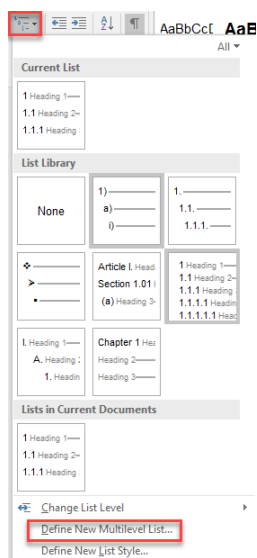 AaBbCcI AaB
All
Current List
1 Heading 1
1.1 Heading 2
1.1.1 Heading
List Library
None
1)
a)
i)
1.
1.1.
1.1.1.
Article I. Head
Section 1.01
(a) Heading 3
1 Heading 1
1.1 Heading 2
1.1.1 Heading
1.1.1.1 Headin
1.1.1.1.1 Head
I. Heading 1
A. Heading
1. Headin
Chapter 1 Hea
Heading 2
Heading 3
Lists in Current Documents
1 Heading 1
1.1 Heading 2
1.1.1 Heading
Change List Level
Define New Multilevel List...
Define New List Style...